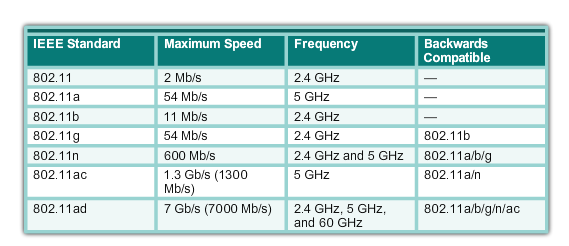 IEEE Standard Maximum Speed Frequency Backwards Compatible
802.11 2 Mb/s 2.4 GHz —
802.11a 54 Mb/s 5 GHz —
802.11b 11 Mb/s 2.4 GHz —
802.11g 54 Mb/s 2.4 GHz 802.11b
802.11n 600 Mb/s 2.4 GHz and 5 GHz 802.11a/b/g
802.11ac 1.3 Gb/s (1300 Mb/s) 5 GHz 802.11a/n
802.11ad 7 Gb/s (7000 Mb/s) 2.4 GHz, 5 GHz, and 60 GHz 802.11a/b/g/n/ac